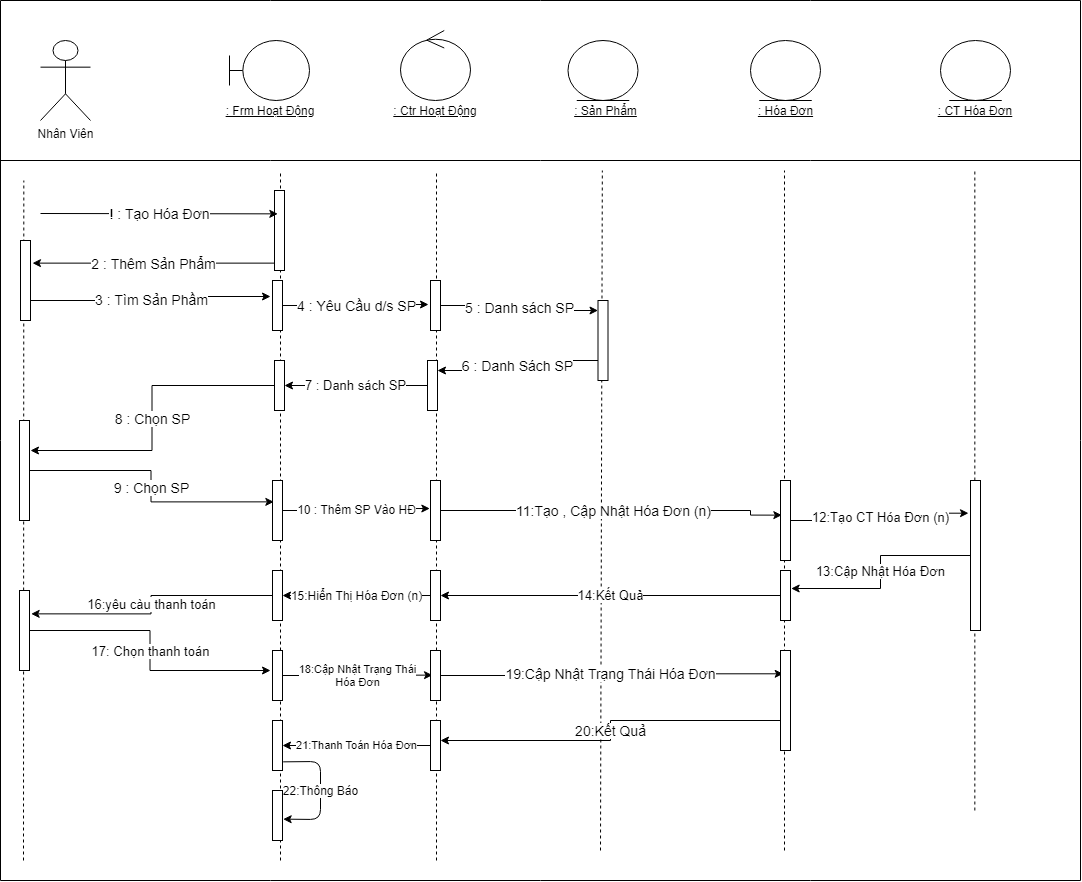 Nhân Viên
: Frm Hoạt Động
: Ctr Hoạt Động
: Sản Phẩm
: Hóa Đơn
: CT Hóa Đơn
! : Tạo Hóa Đơn
2 : Thêm Sản Phẩm
3 : Tìm Sản Phầm
4 : Yêu Cầu d/s SP
5 : Danh sách SP
6 : Danh Sách SP
7 : Danh sách SP
8 : Chọn SP
9 : Chọn SP
10 : Thêm SP Vào HĐ
11:Tạo , Cập Nhật Hóa Đơn (n)
12:Tạo CT Hóa Đơn (n)
13:Cập Nhật Hóa Đơn
14:Kết Quả
15:Hiển Thị Hóa Đơn (n)
16:yêu càu thanh toán
17: Chọn thanh toán
18:Cập Nhật Trạng Thái
Hóa Đơn
19:Cập Nhật Trạng Thái Hóa Đơn
20:Kết Quả
21:Thanh Toán Hóa Đơn
22:Thông Báo